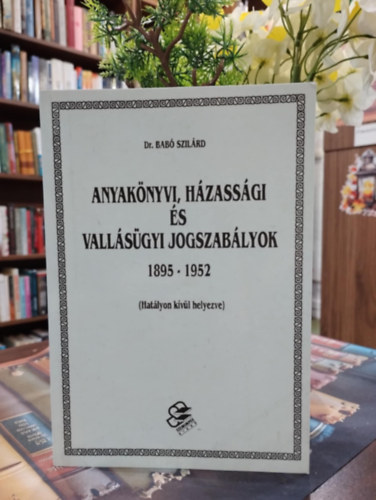 Dr. BABÓ SZILÁRD
ANYAKÖNYVI, HÁZASSÁGI
ÉS
VALLÁSÜGYI JOGSZABÁLYOK
1895 - 1952
(Hatályon kívül helyezve)